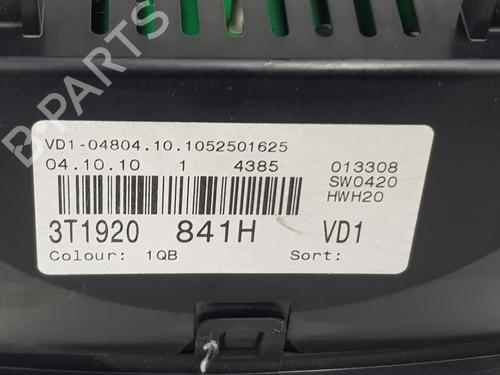 VD1-04804.10.1052501625
04.10.10 1 4385 013308
SW0420
HWH20
3T1920 841H VD1
Colour: 1QB Sort:
B-PARTS